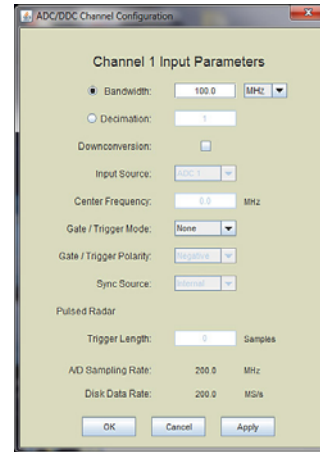 ADC/DDC Channel Configuration
Channel 1 Input Parameters
Bandwidth: 100.0 MHz
Decimation: 1
Downconversion:
Input Source: ADC 1
Center Frequency: 0.0 MHz
Gate / Trigger Mode: None
Gate / Trigger Polarity: Negative
Sync Source: Internal
Pulsed Radar
Trigger Length: 0 Samples
A/D Sampling Rate: 200.0 MHz
Disk Data Rate: 200.0 MS/s
OK Cancel Apply